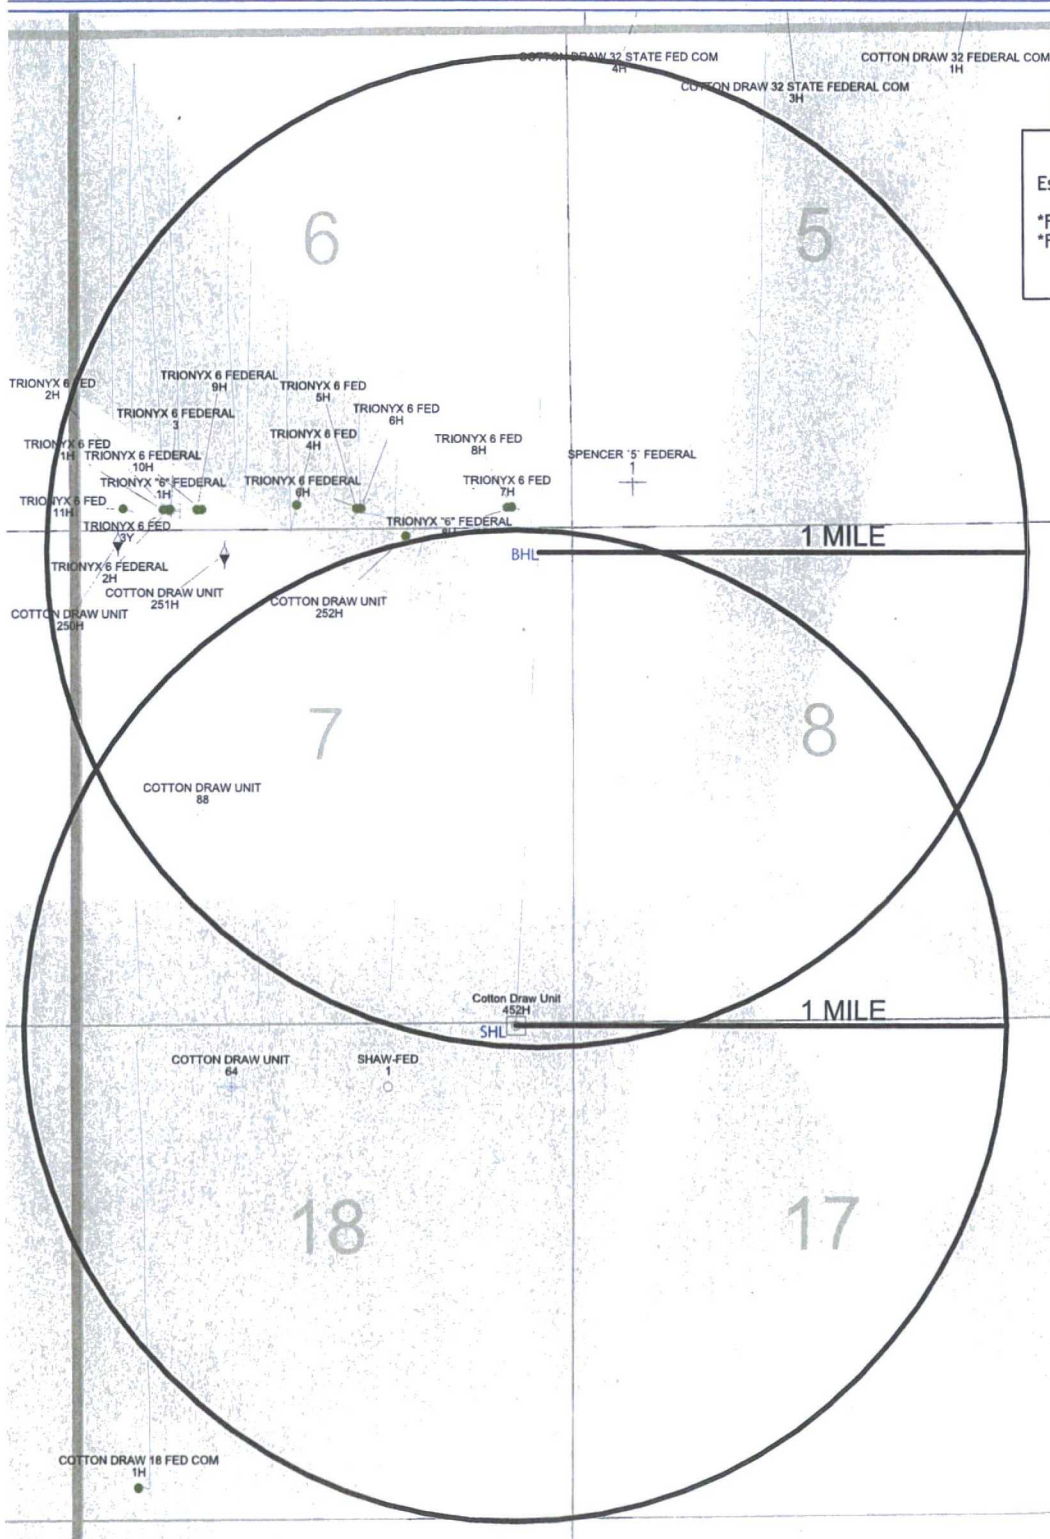 COTTON DRAW 32 STATE FED COM
4H
COTTON DRAW 32 FEDERAL COM
1H
COTTON DRAW 32 STATE FEDERAL COM
3H
6
5
TRIONYX 6 FED
2H
TRIONYX 6 FEDERAL
9H
TRIONYX 6 FED
5H
TRIONYX 6 FEDERAL
3
TRIONYX 6 FED
6H
TRIONYX 6 FED
1H
TRIONYX 6 FEDERAL
10H
TRIONYX 6 FED
4H
TRIONYX 6 FED
8H
SPENCER `5` FEDERAL
1
TRIONYX "6" FEDERAL
1H
TRIONYX 6 FEDERAL
6H
TRIONYX 6 FED
7H
TRIONYX 6 FED
11H
TRIONYX 6 FED
3Y
TRIONYX "6" FEDERAL
TRIONYX 6 FEDERAL
2H
BHL
1 MILE
COTTON DRAW UNIT
251H
COTTON DRAW UNIT
250H
COTTON DRAW UNIT
252H
7
8
COTTON DRAW UNIT
88
Cotton Draw Unit
452H
SHL
1 MILE
COTTON DRAW UNIT
64
SHAW-FED
1
18
17
COTTON DRAW 18 FED COM
1H